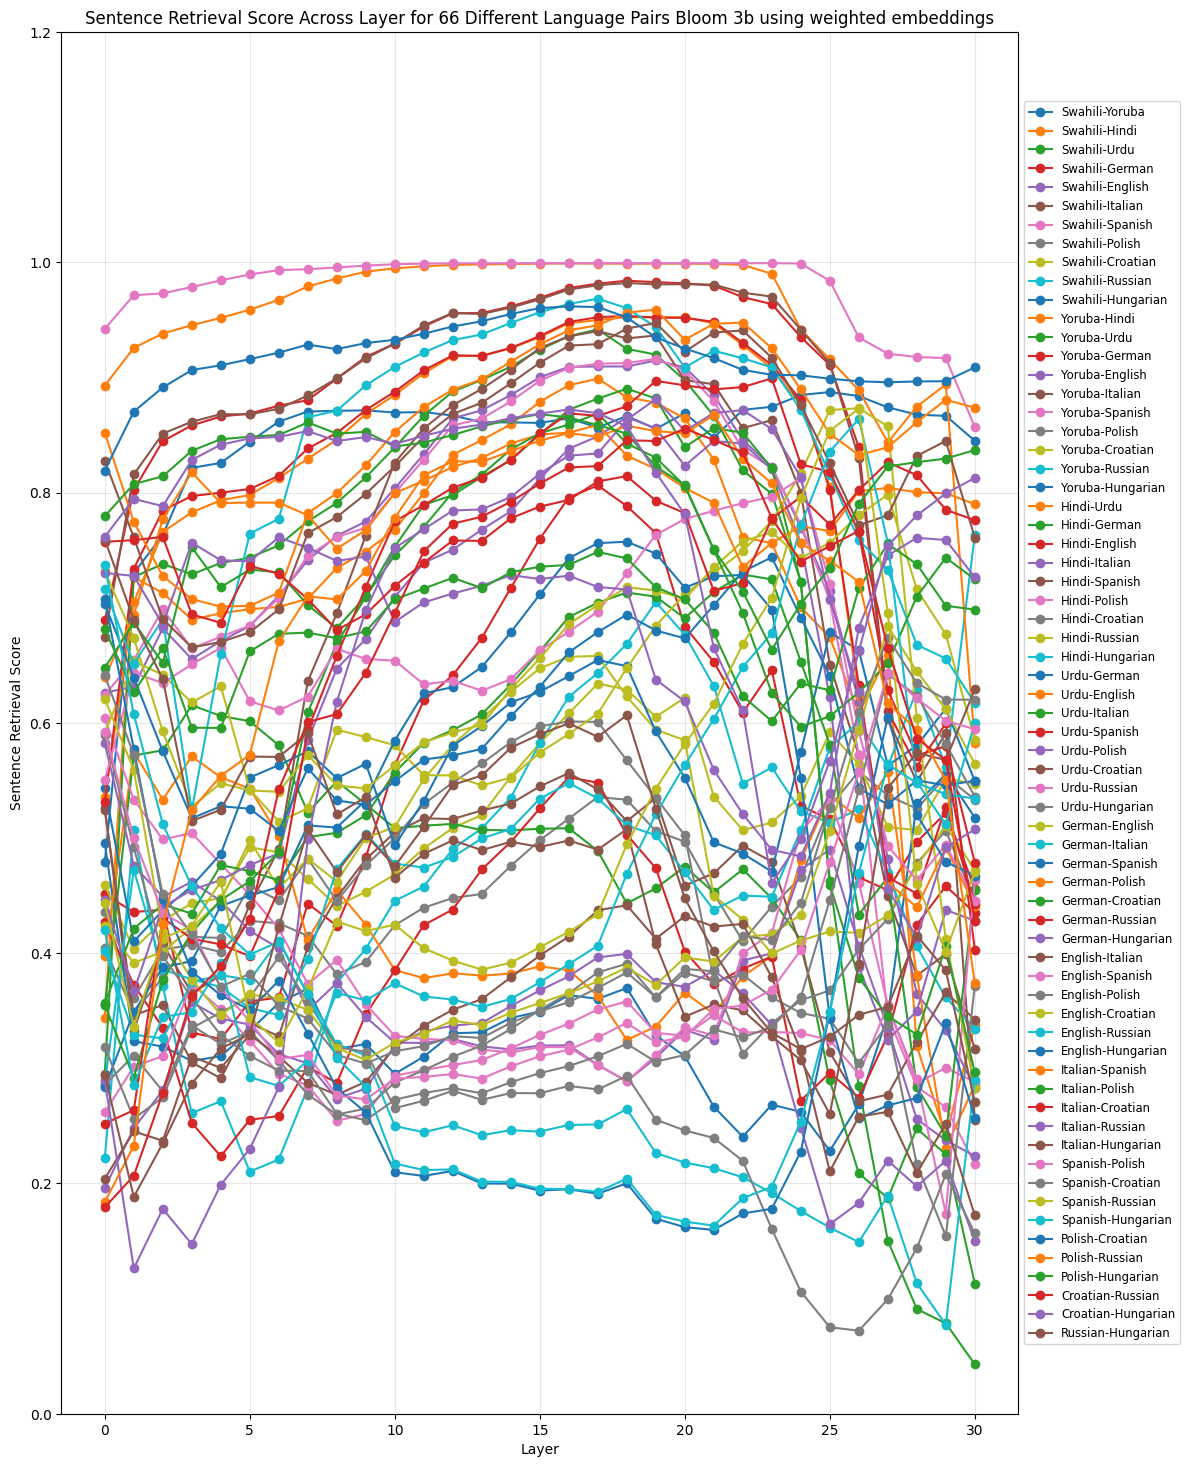 Sentence Retrieval Score Across Layer for 66 Different Language Pairs Bloom 3b using weighted embeddings
1.2
1.0
0.8
0.6
0.4
0.2
0.0
Sentence Retrieval Score
0
5
10
15
20
25
30
Layer
Swahili-Yoruba
Swahili-Hindi
Swahili-Urdu
Swahili-German
Swahili-English
Swahili-Italian
Swahili-Spanish
Swahili-Polish
Swahili-Croatian
Swahili-Russian
Swahili-Hungarian
Yoruba-Hindi
Yoruba-Urdu
Yoruba-German
Yoruba-English
Yoruba-Italian
Yoruba-Spanish
Yoruba-Polish
Yoruba-Croatian
Yoruba-Russian
Yoruba-Hungarian
Hindi-Urdu
Hindi-German
Hindi-English
Hindi-Italian
Hindi-Spanish
Hindi-Polish
Hindi-Croatian
Hindi-Russian
Hindi-Hungarian
Urdu-German
Urdu-English
Urdu-Italian
Urdu-Spanish
Urdu-Polish
Urdu-Croatian
Urdu-Russian
Urdu-Hungarian
German-English
German-Italian
German-Spanish
German-Polish
German-Croatian
German-Russian
German-Hungarian
English-Italian
English-Spanish
English-Polish
English-Croatian
English-Russian
English-Hungarian
Italian-Spanish
Italian-Polish
Italian-Croatian
Italian-Russian
Italian-Hungarian
Spanish-Polish
Spanish-Croatian
Spanish-Russian
Spanish-Hungarian
Polish-Croatian
Polish-Russian
Polish-Hungarian
Croatian-Russian
Croatian-Hungarian
Russian-Hungarian